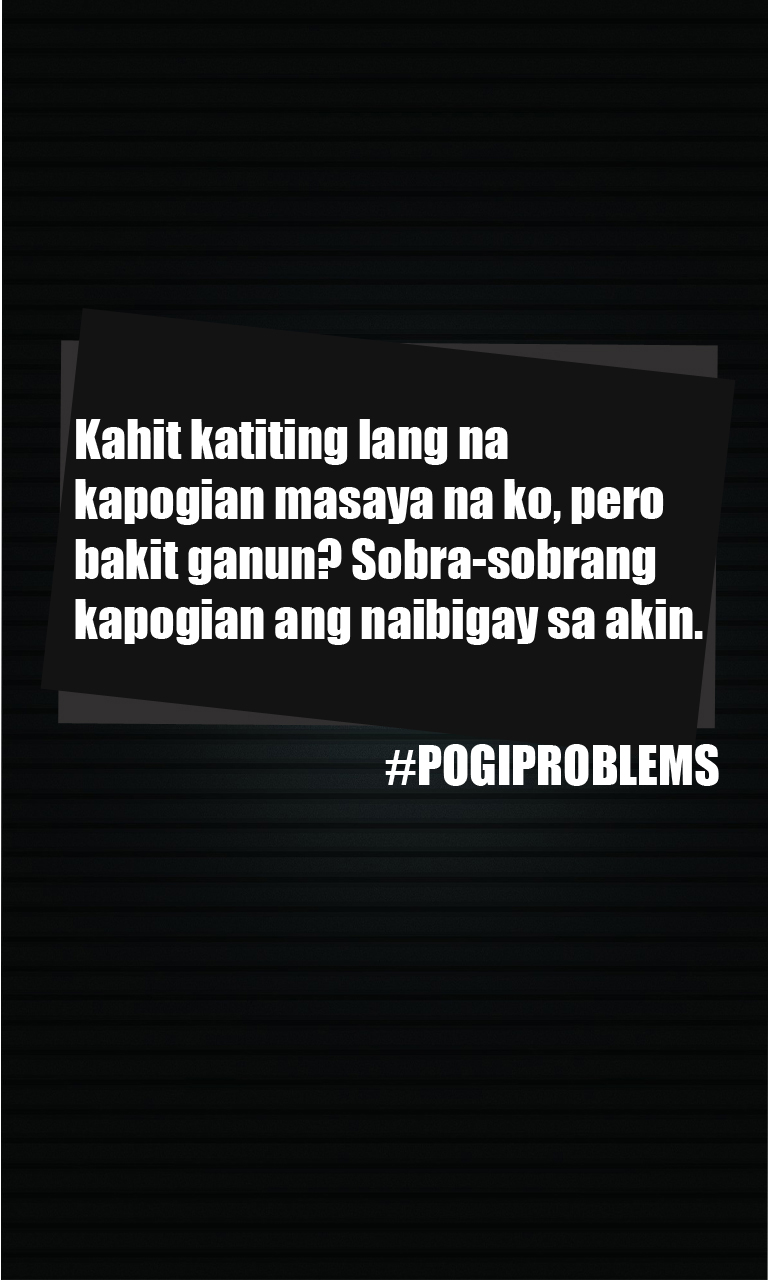 Kahit katiting lang na
kapogian masaya na ko, pero
bakit ganun? Sobra-sobrang
kapogian ang naibigay sa akin.
#POGIPROBLEMS